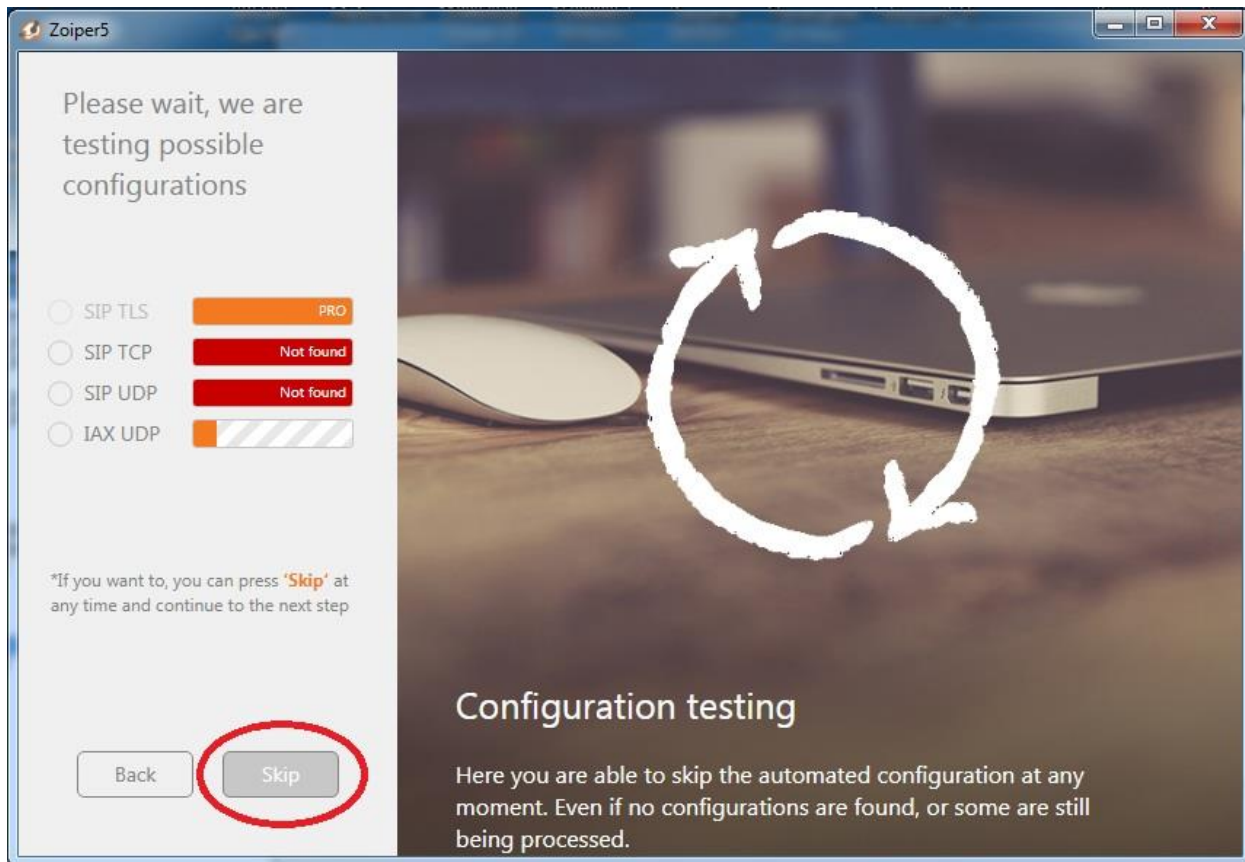 Zoiper5
Please wait, we are
testing possible
configurations
SIP TLS PRO
SIP TCP Not found
SIP UDP Not found
IAX UDP
*If you want to, you can press 'Skip' at
any time and continue to the next step
Back Skip
Configuration testing
Here you are able to skip the automated configuration at any
moment. Even if no configurations are found, or some are still
being processed.